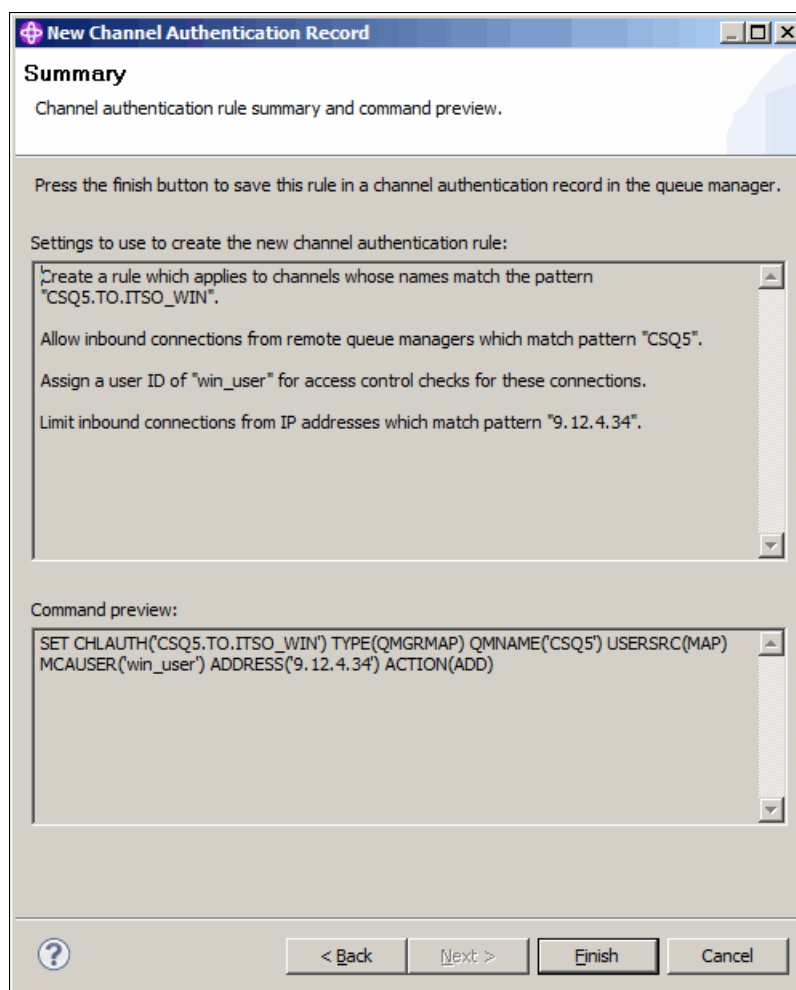 New Channel Authentication Record
Summary
Channel authentication rule summary and command preview.
Press the finish button to save this rule in a channel authentication record in the queue manager.
Settings to use to create the new channel authentication rule:
Create a rule which applies to channels whose names match the pattern
"CSQ5.TO.ITSO_WIN".
Allow inbound connections from remote queue managers which match pattern "CSQ5".
Assign a user ID of "win_user" for access control checks for these connections.
Limit inbound connections from IP addresses which match pattern "9.12.4.34".
Command preview:
SET CHLAUTH('CSQ5.TO.ITSO_WIN') TYPE(QMGRMAP) QMNAME('CSQ5') USERSRC(MAP)
MCAUSER('win_user') ADDRESS('9.12.4.34') ACTION(ADD)
? < Back Next > Finish Cancel